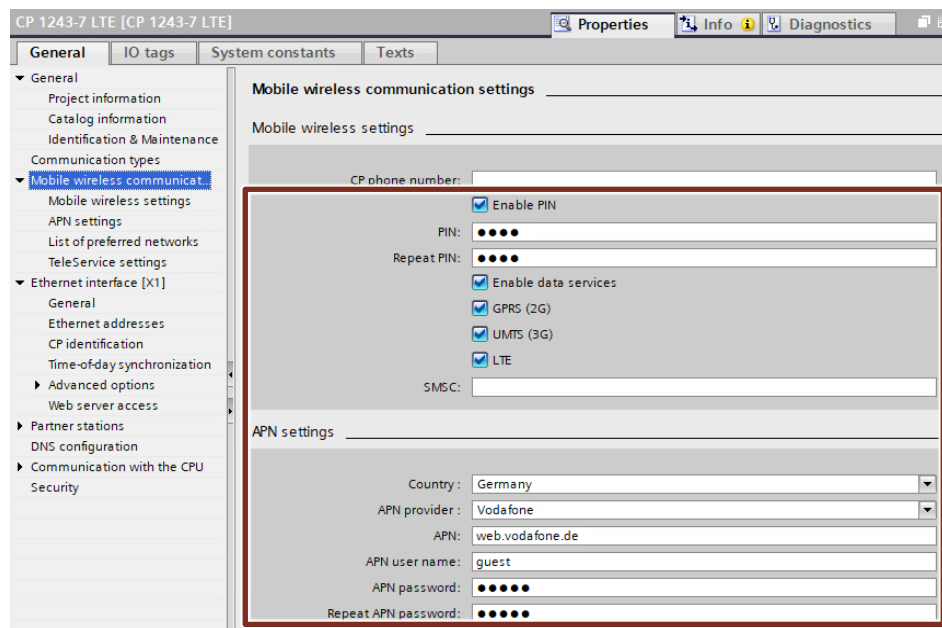 CP 1243-7 LTE [CP 1243-7 LTE]
Properties
Info
Diagnostics
General
IO tags
System constants
Texts
General
Project information
Catalog information
Identification & Maintenance
Communication types
Mobile wireless communicat...
Mobile wireless settings
APN settings
List of preferred networks
TeleService settings
Ethernet interface [X1]
General
Ethernet addresses
CP identification
Time-of-day synchronization
Advanced options
Web server access
Partner stations
DNS configuration
Communication with the CPU
Security
Mobile wireless communication settings
Mobile wireless settings
CP phone number:
Enable PIN
PIN: ●●●●
Repeat PIN: ●●●●
Enable data services
GPRS (2G)
UMTS (3G)
LTE
SMSC:
APN settings
Country : Germany
APN provider : Vodafone
APN: web.vodafone.de
APN user name: guest
APN password: ●●●●●
Repeat APN password: ●●●●●